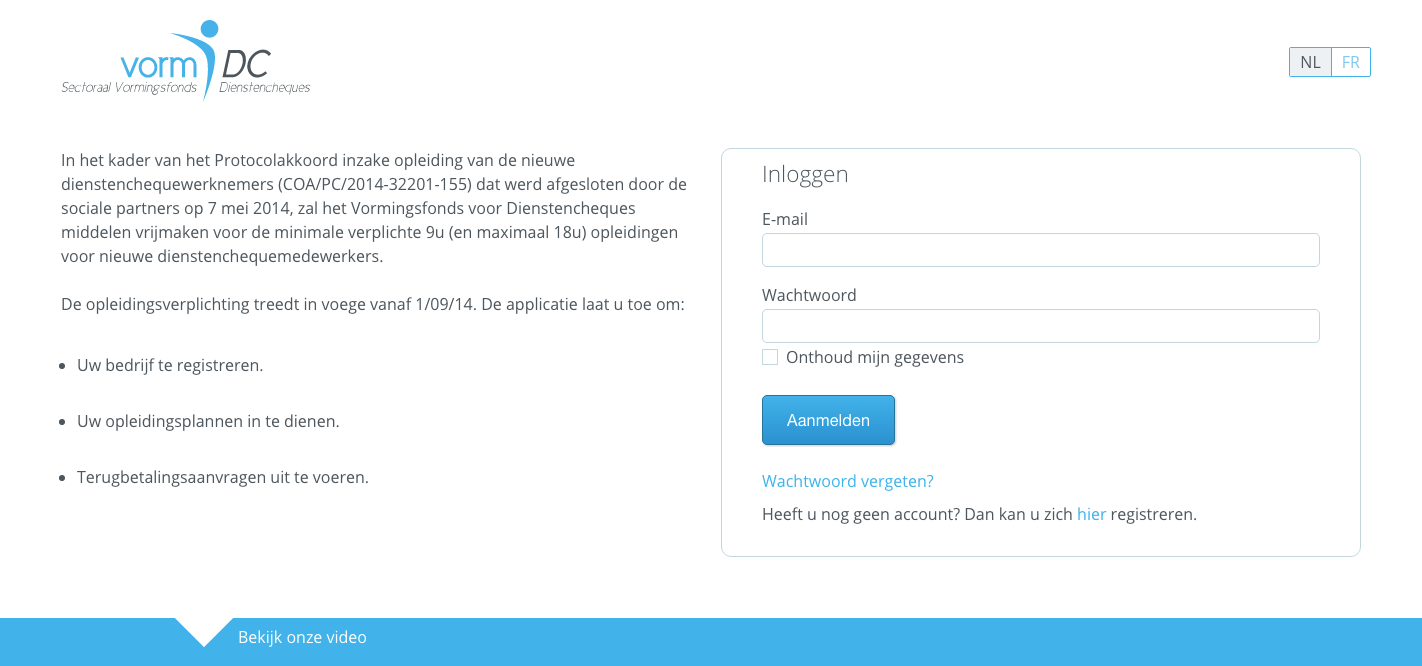 vorm DC
Sectoraal Vormingsfonds Dienstencheques
NL FR
In het kader van het Protocolakkoord inzake opleiding van de nieuwe
dienstenchequewerknemers (COA/PC/2014-32201-155) dat werd afgesloten door de
sociale partners op 7 mei 2014, zal het Vormingsfonds voor Dienstencheques
middelen vrijmaken voor de minimale verplichte 9u (en maximaal 18u) opleidingen
voor nieuwe dienstenchequemedewerkers.
De opleidingsverplichting treedt in voege vanaf 1/09/14. De applicatie laat u toe om:
• Uw bedrijf te registreren.
• Uw opleidingsplannen in te dienen.
• Terugbetalingsaanvragen uit te voeren.
Inloggen
E-mail
Wachtwoord
Onthoud mijn gegevens
Aanmelden
Wachtwoord vergeten?
Heeft u nog geen account? Dan kan u zich hier registreren.
Bekijk onze video